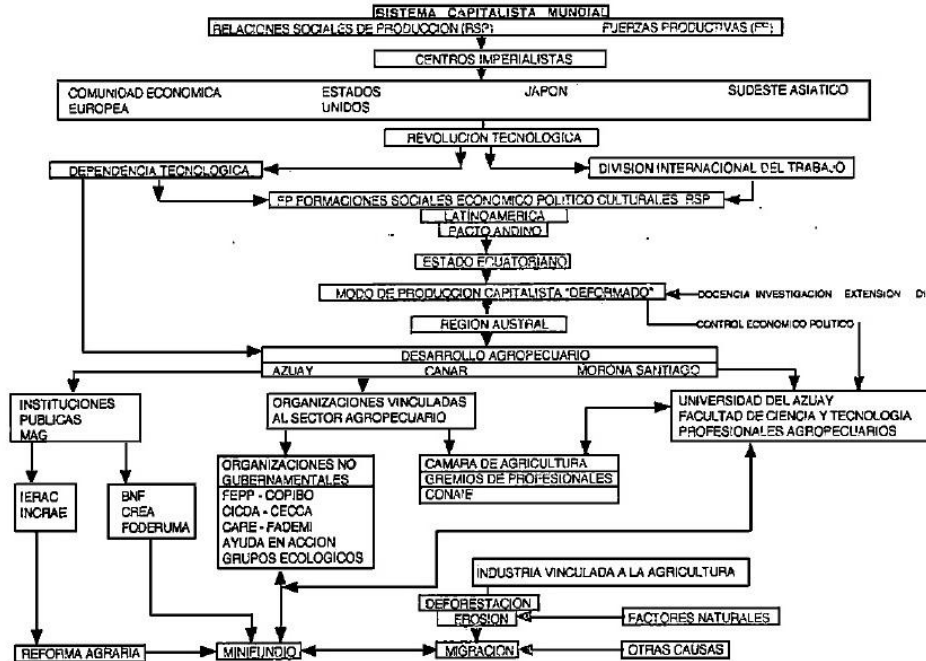 SISTEMA CAPITALISTA MUNDIAL
RELACIONES SOCIALES DE PRODUCCION (RSP) FUERZAS PRODUCTIVAS (FP)
CENTROS IMPERIALISTAS
COMUNIDAD ECONOMICA EUROPEA
ESTADOS UNIDOS
JAPON
SUDESTE ASIATICO
REVOLUCION TECNOLOGICA
DEPENDENCIA TECNOLOGICA
DIVISION INTERNACIONAL DEL TRABAJO
FP FORMACIONES SOCIALES ECONOMICO POLITICO CULTURALES RSP
LATINOAMERICA
PACTO ANDINO
ESTADO ECUATORIANO
MODO DE PRODUCCION CAPITALISTA "DEFORMADO"
DOCENCIA INVESTIGACIÓN EXTENSION DI
REGION AUSTRAL
CONTROL ECONOMICO POLITICO
DESARROLLO AGROPECUARIO
AZUAY CANAR MORONA SANTIAGO
INSTITUCIONES
PUBLICAS
MAG
ORGANIZACIONES VINCULADAS
AL SECTOR AGROPECUARIO
UNIVERSIDAD DEL AZUAY
FACULTAD DE CIENCIA Y TECNOLOGIA
PROFESIONALES AGROPECUARIOS
ORGANIZACIONES NO
GUBERNAMENTALES
FEPP - COPIBO
CICDA - CECCA
CARE - FADEMI
AYUDA EN ACCION
GRUPOS ECOLOGICOS
CAMARA DE AGRICULTURA
GREMIOS DE PROFESIONALES
CONAIE
IERAC
INCRAE
BNF
CREA
FODERUMA
INDUSTRIA VINCULADA A LA AGRICULTURA
DEFORESTACION
EROSION
FACTORES NATURALES
REFORMA AGRARIA
MINIFUNDIO
MIGRACION
OTRAS CAUSAS